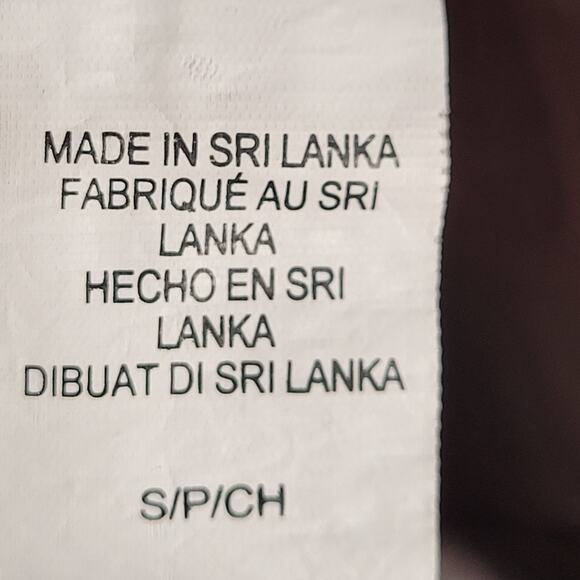 MADE IN SRI LANKA
FABRIQUÉ AU SRI
LANKA
HECHO EN SRI
LANKA
DIBUAT DI SRI LANKA
S/P/CH